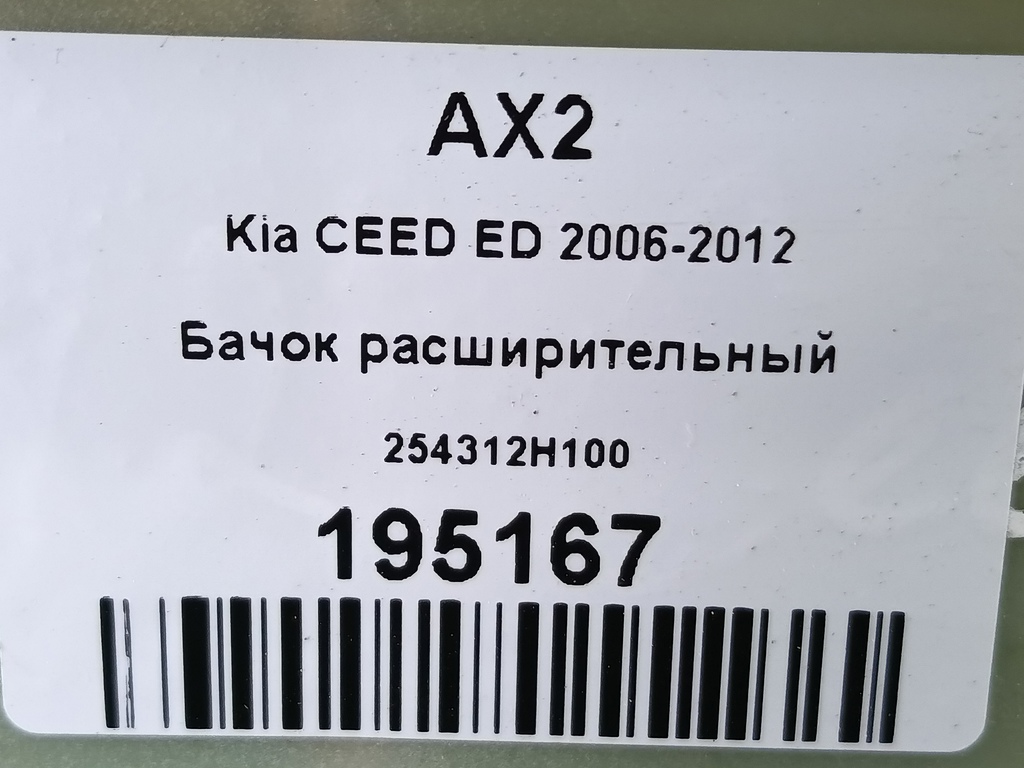 AX2
Kia CEED ED 2006-2012
Бачок расширительный
254312H100
195167